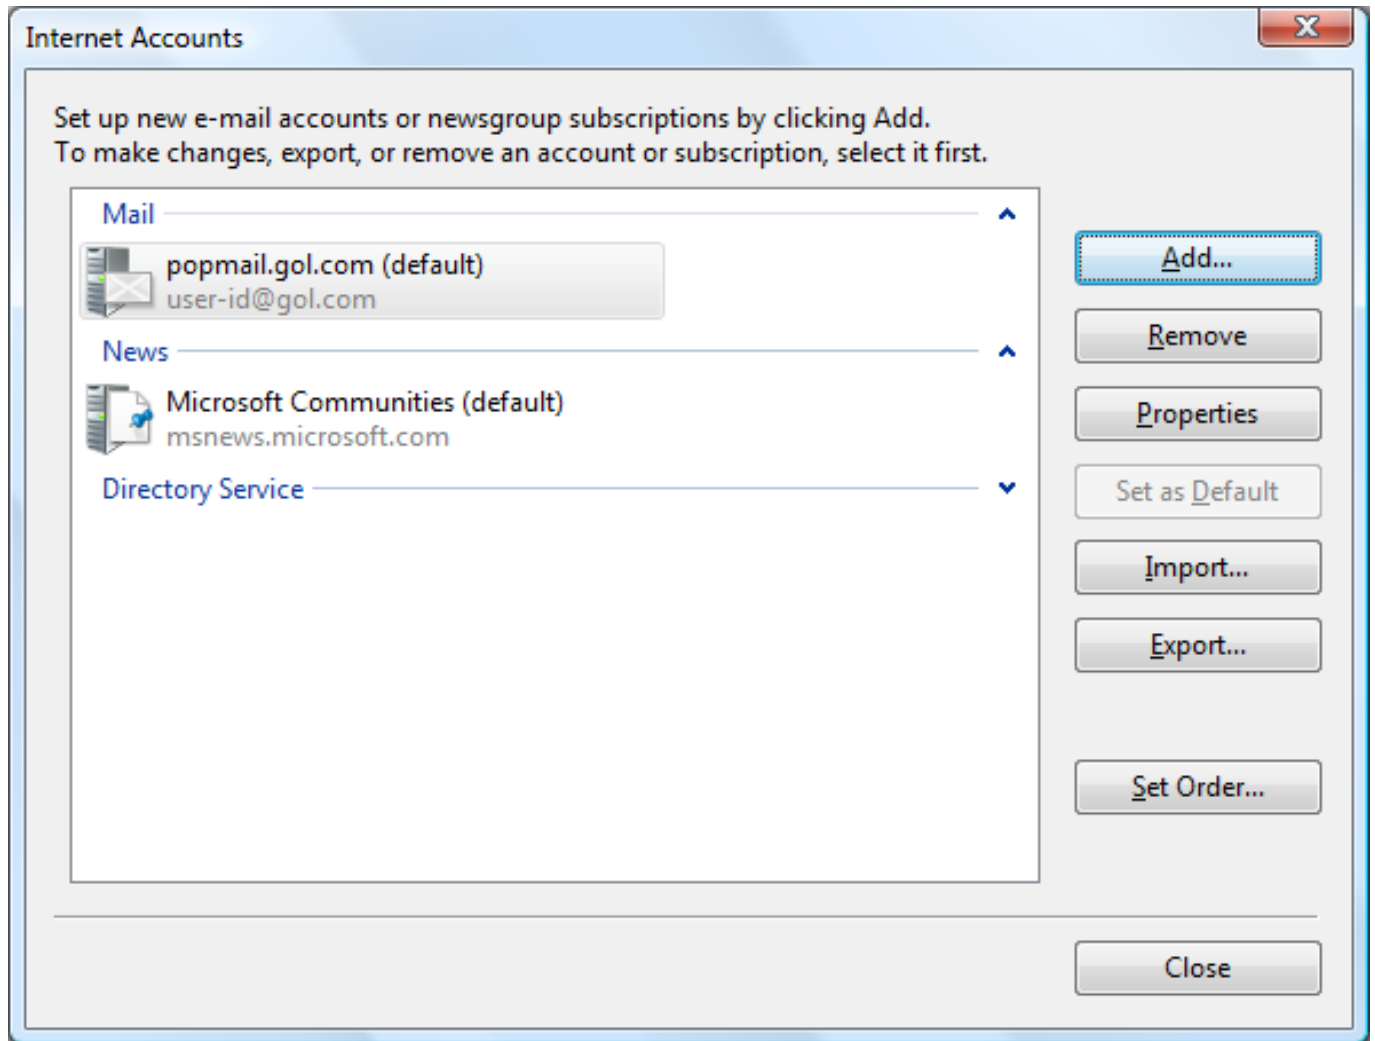 Internet Accounts
Set up new e-mail accounts or newsgroup subscriptions by clicking Add.
To make changes, export, or remove an account or subscription, select it first.
Mail
popmail.gol.com (default)
user-id@gol.com
News
Microsoft Communities (default)
msnews.microsoft.com
Directory Service
Add...
Remove
Properties
Set as Default
Import...
Export...
Set Order...
Close